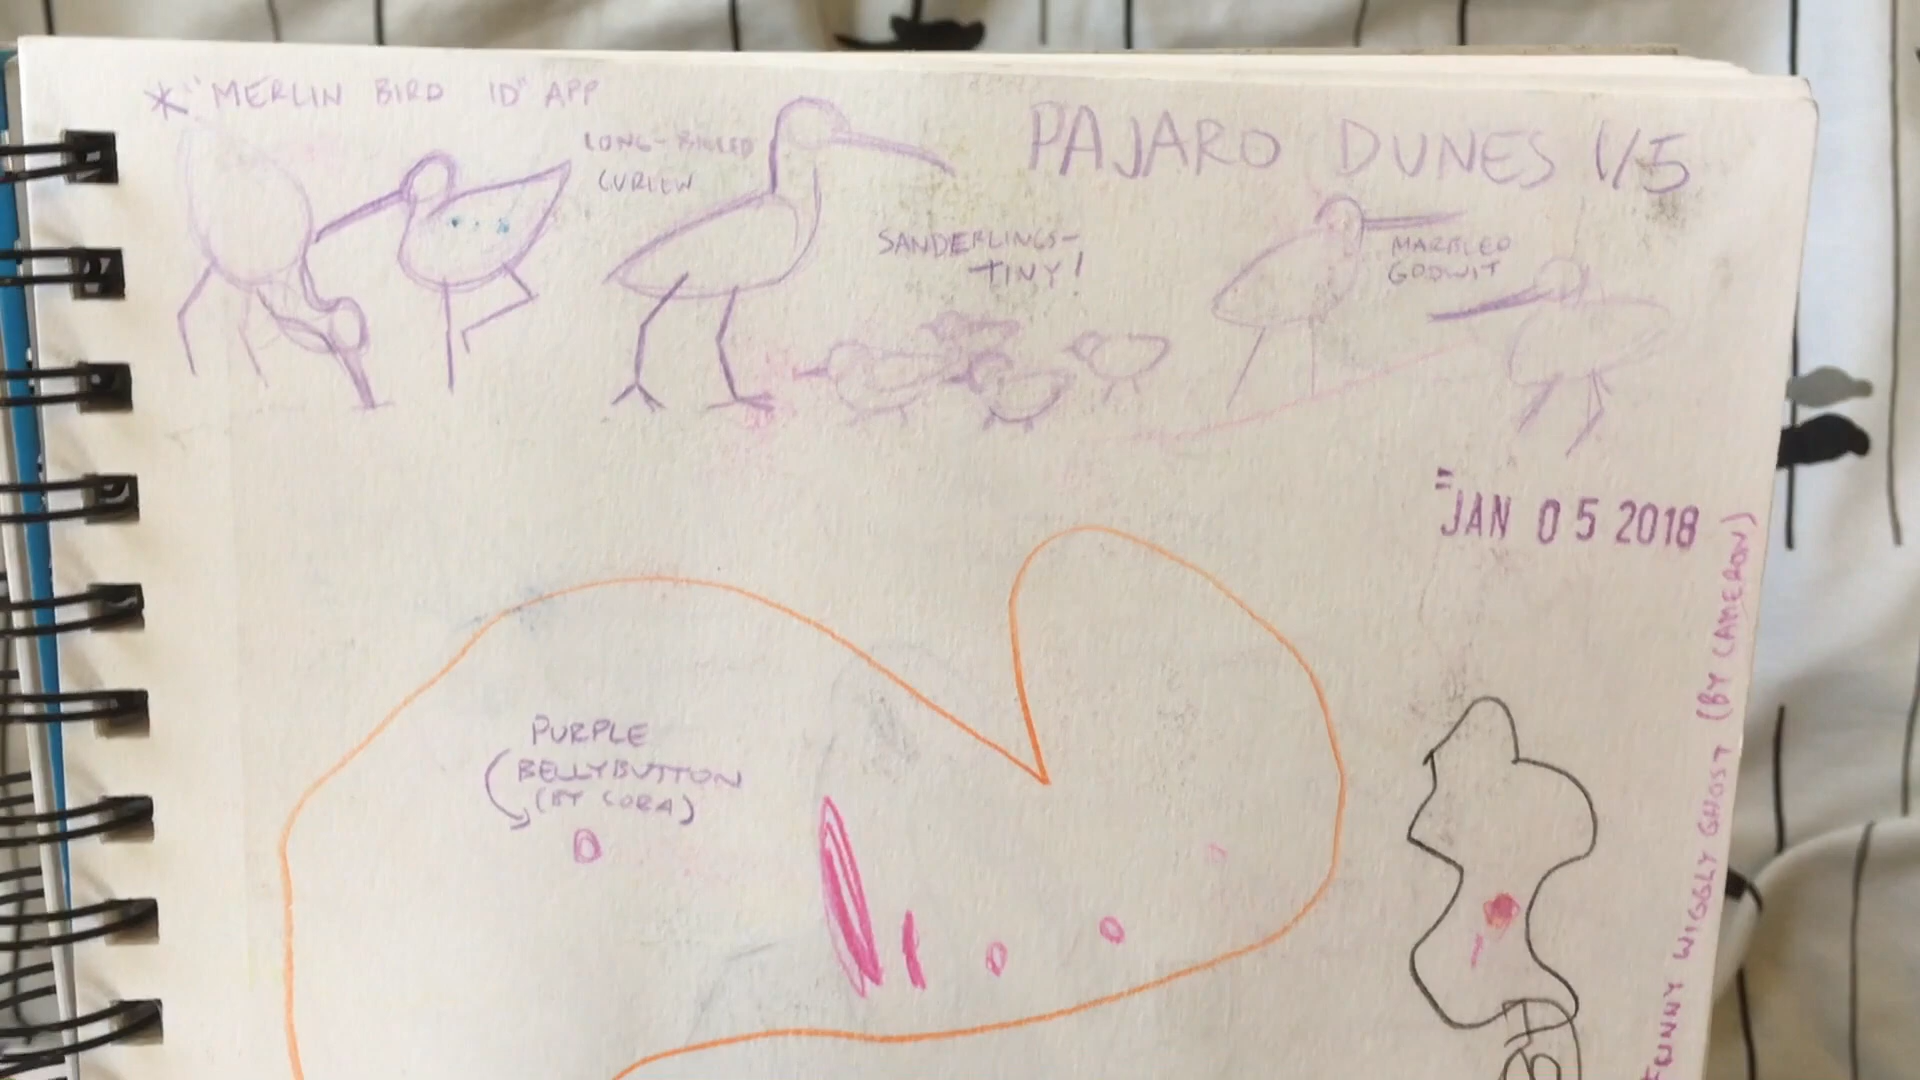 * "MERLIN BIRD ID" APP
PAJARO DUNES 1/5
LONG-BILLED
CURLEW
SANDERLINGS-
TINY!
MARBLED
GODWIT
JAN 05 2018
PURPLE
BELLYBUTTON
(BY CORA)
FUNNY WIGGLY GHOST (BY CAMERON)